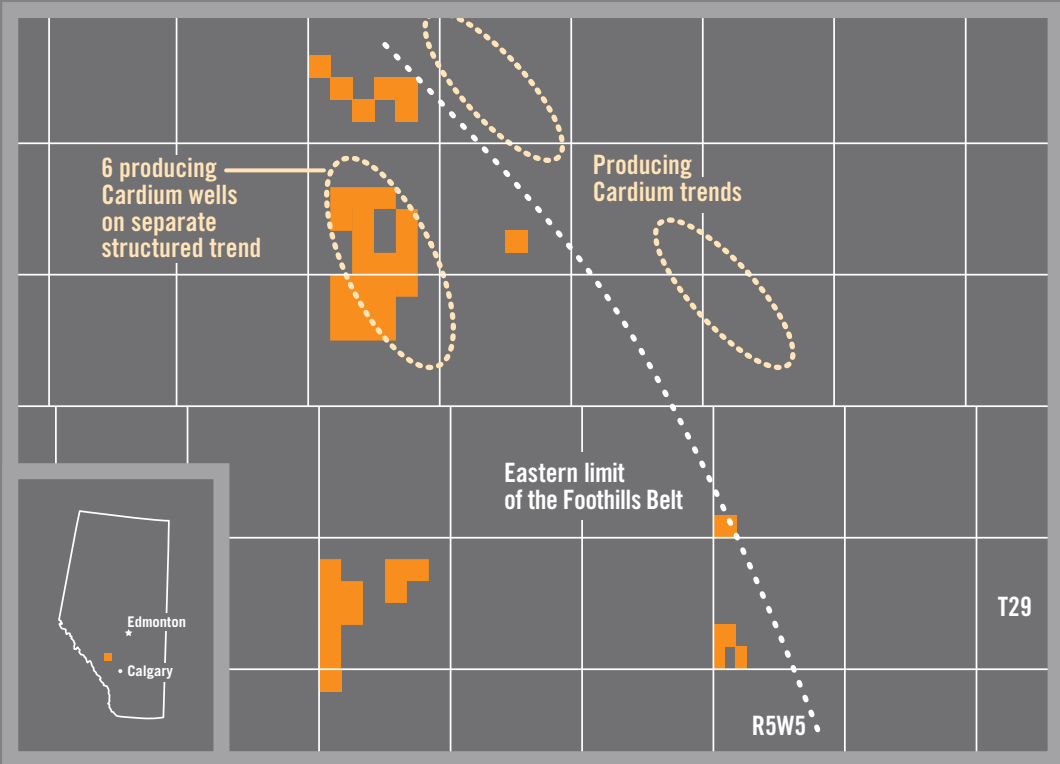 6 producing
Cardium wells
on separate
structured trend
Producing
Cardium trends
Eastern limit
of the Foothills Belt
T29
R5W5
Edmonton
Calgary